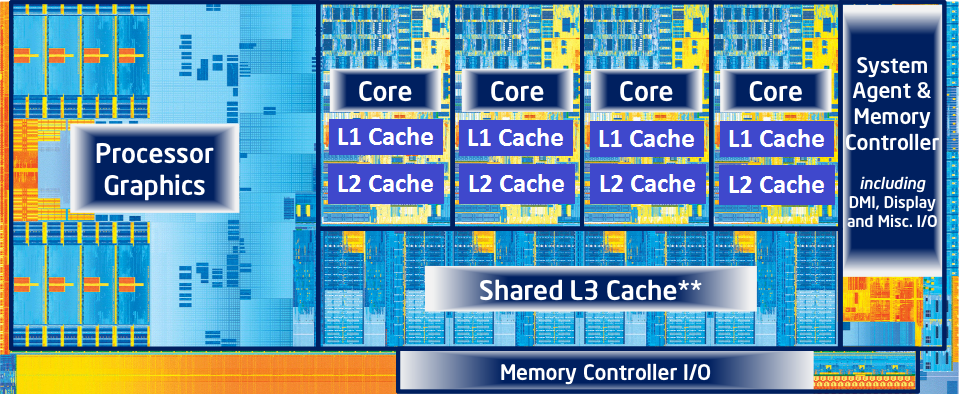 Processor
Graphics
Core
L1 Cache
L2 Cache
Core
L1 Cache
L2 Cache
Core
L1 Cache
L2 Cache
Core
L1 Cache
L2 Cache
System
Agent &
Memory
Controller
including
DMI, Display
and Misc. I/O
Shared L3 Cache**
Memory Controller I/O